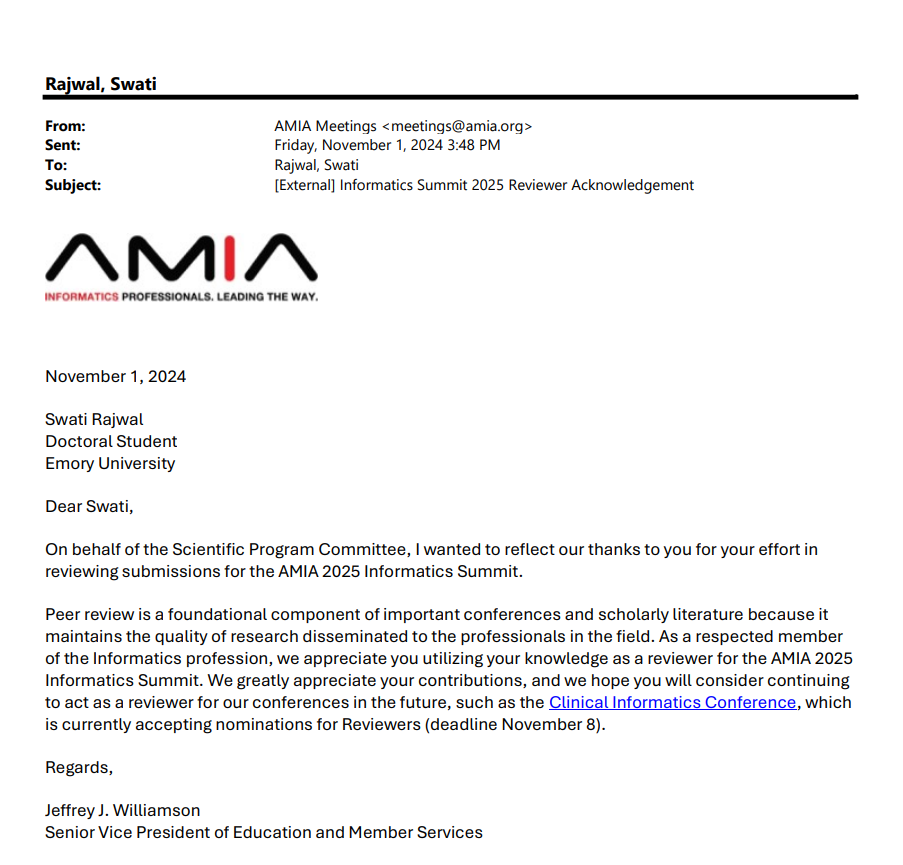 Rajwal, Swati
From: AMIA Meetings <meetings@amia.org>
Sent: Friday, November 1, 2024 3:48 PM
To: Rajwal, Swati
Subject: [External] Informatics Summit 2025 Reviewer Acknowledgement
AMIA
INFORMATICS PROFESSIONALS. LEADING THE WAY.
November 1, 2024
Swati Rajwal
Doctoral Student
Emory University
Dear Swati,
On behalf of the Scientific Program Committee, I wanted to reflect our thanks to you for your effort in
reviewing submissions for the AMIA 2025 Informatics Summit.
Peer review is a foundational component of important conferences and scholarly literature because it
maintains the quality of research disseminated to the professionals in the field. As a respected member
of the Informatics profession, we appreciate you utilizing your knowledge as a reviewer for the AMIA 2025
Informatics Summit. We greatly appreciate your contributions, and we hope you will consider continuing
to act as a reviewer for our conferences in the future, such as the Clinical Informatics Conference, which
is currently accepting nominations for Reviewers (deadline November 8).
Regards,
Jeffrey J. Williamson
Senior Vice President of Education and Member Services